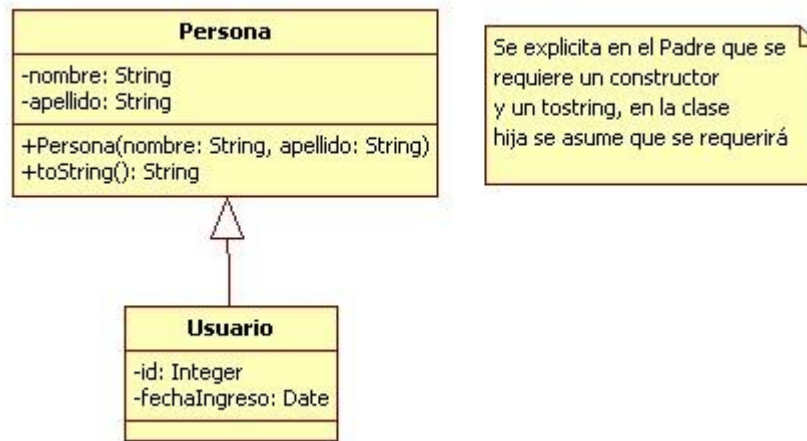 Persona
-nombre: String
-apellido: String
+Persona(nombre: String, apellido: String)
+toString(): String
Se explicita en el Padre que se
requiere un constructor
y un tostring, en la clase
hija se asume que se requerirá
Usuario
-id: Integer
-fechaIngreso: Date